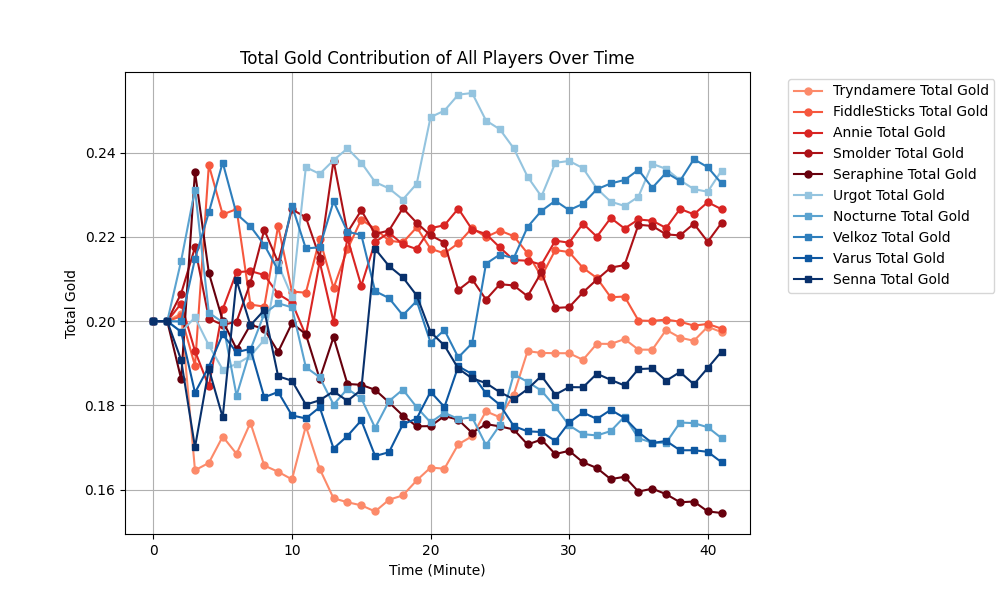 Total Gold Contribution of All Players Over Time
Total Gold
0.24
0.22
0.20
0.18
0.16
0
10
20
30
40
Time (Minute)
Tryndamere Total Gold
FiddleSticks Total Gold
Annie Total Gold
Smolder Total Gold
Seraphine Total Gold
Urgot Total Gold
Nocturne Total Gold
Velkoz Total Gold
Varus Total Gold
Senna Total Gold